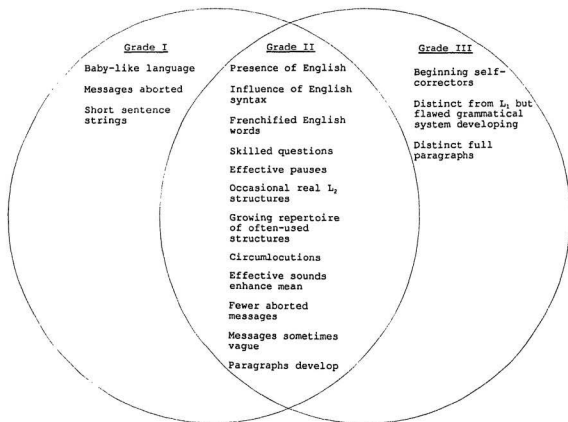 Grade I
Baby-like language
Messages aborted
Short sentence
strings
Grade II
Presence of English
Influence of English
syntax
Frenchified English
words
Skilled questions
Effective pauses
Occasional real L₂
structures
Growing repertoire
of often-used
structures
Circumlocutions
Effective sounds
enhance mean
Fewer aborted
messages
Messages sometimes
vague
Paragraphs develop
Grade III
Beginning self-
correctors
Distinct from L₁ but
flawed grammatical
system developing
Distinct full
paragraphs